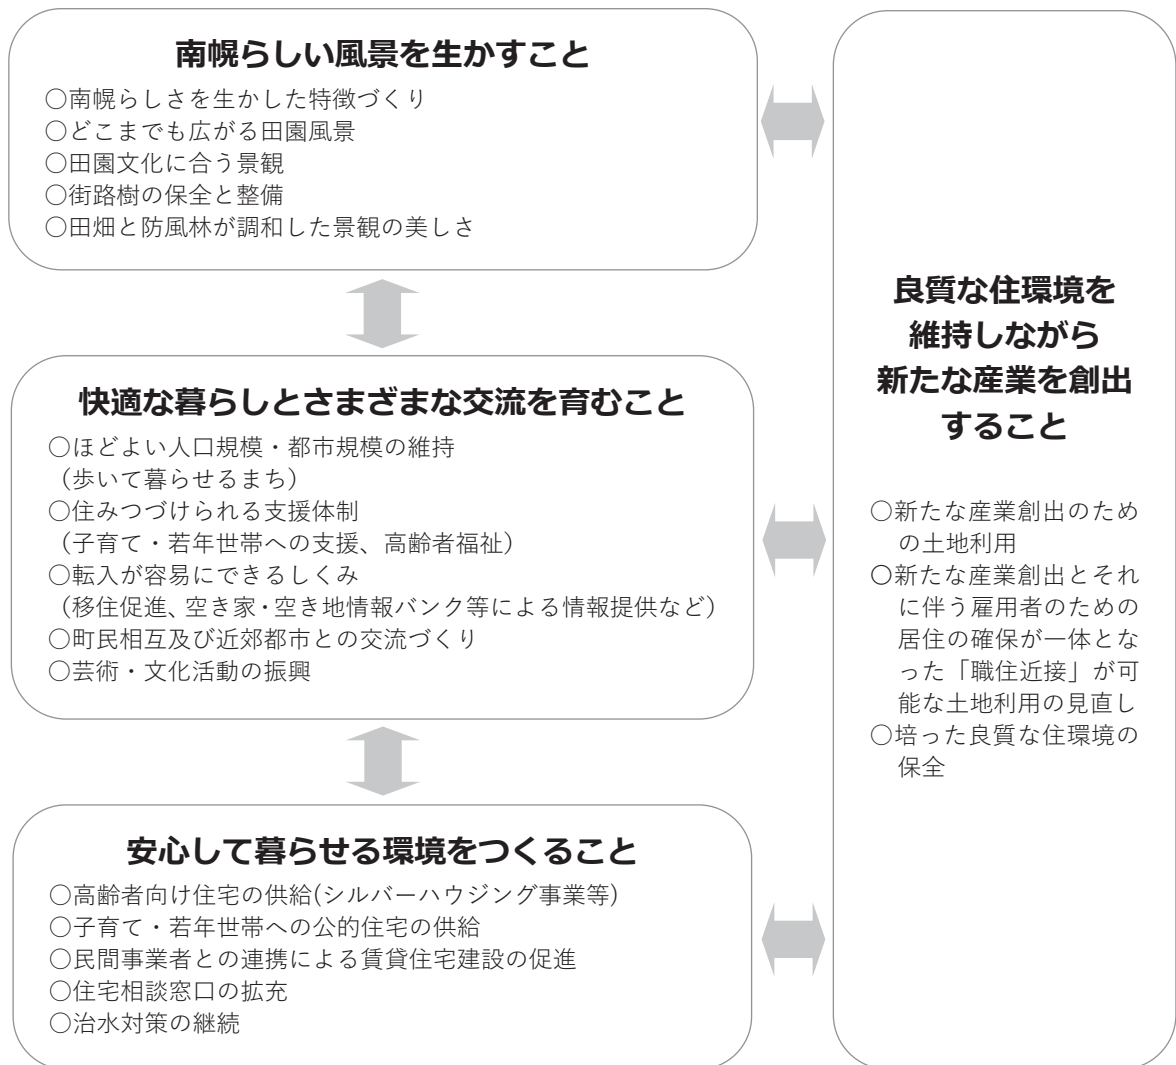 南幌らしい風景を生かすこと
○南幌らしさを生かした特徴づくり
○どこまでも広がる田園風景
○田園文化に合う景観
○街路樹の保全と整備
○田畑と防風林が調和した景観の美しさ
快適な暮らしとさまざまな交流を育むこと
○ほどよい人口規模・都市規模の維持
（歩いて暮らせるまち）
○住みつづけられる支援体制
（子育て・若年世帯への支援、高齢者福祉）
○転入が容易にできるしくみ
（移住促進、空き家・空き地情報バンク等による情報提供など）
○町民相互及び近郊都市との交流づくり
○芸術・文化活動の振興
安心して暮らせる環境をつくること
○高齢者向け住宅の供給(シルバーハウジング事業等)
○子育て・若年世帯への公的住宅の供給
○民間事業者との連携による賃貸住宅建設の促進
○住宅相談窓口の拡充
○治水対策の継続
良質な住環境を
維持しながら
新たな産業を創出
すること
○新たな産業創出のため
の土地利用
○新たな産業創出とそれ
に伴う雇用者のための
居住の確保が一体とな
った「職住近接」が可
能な土地利用の見直し
○培った良質な住環境の
保全